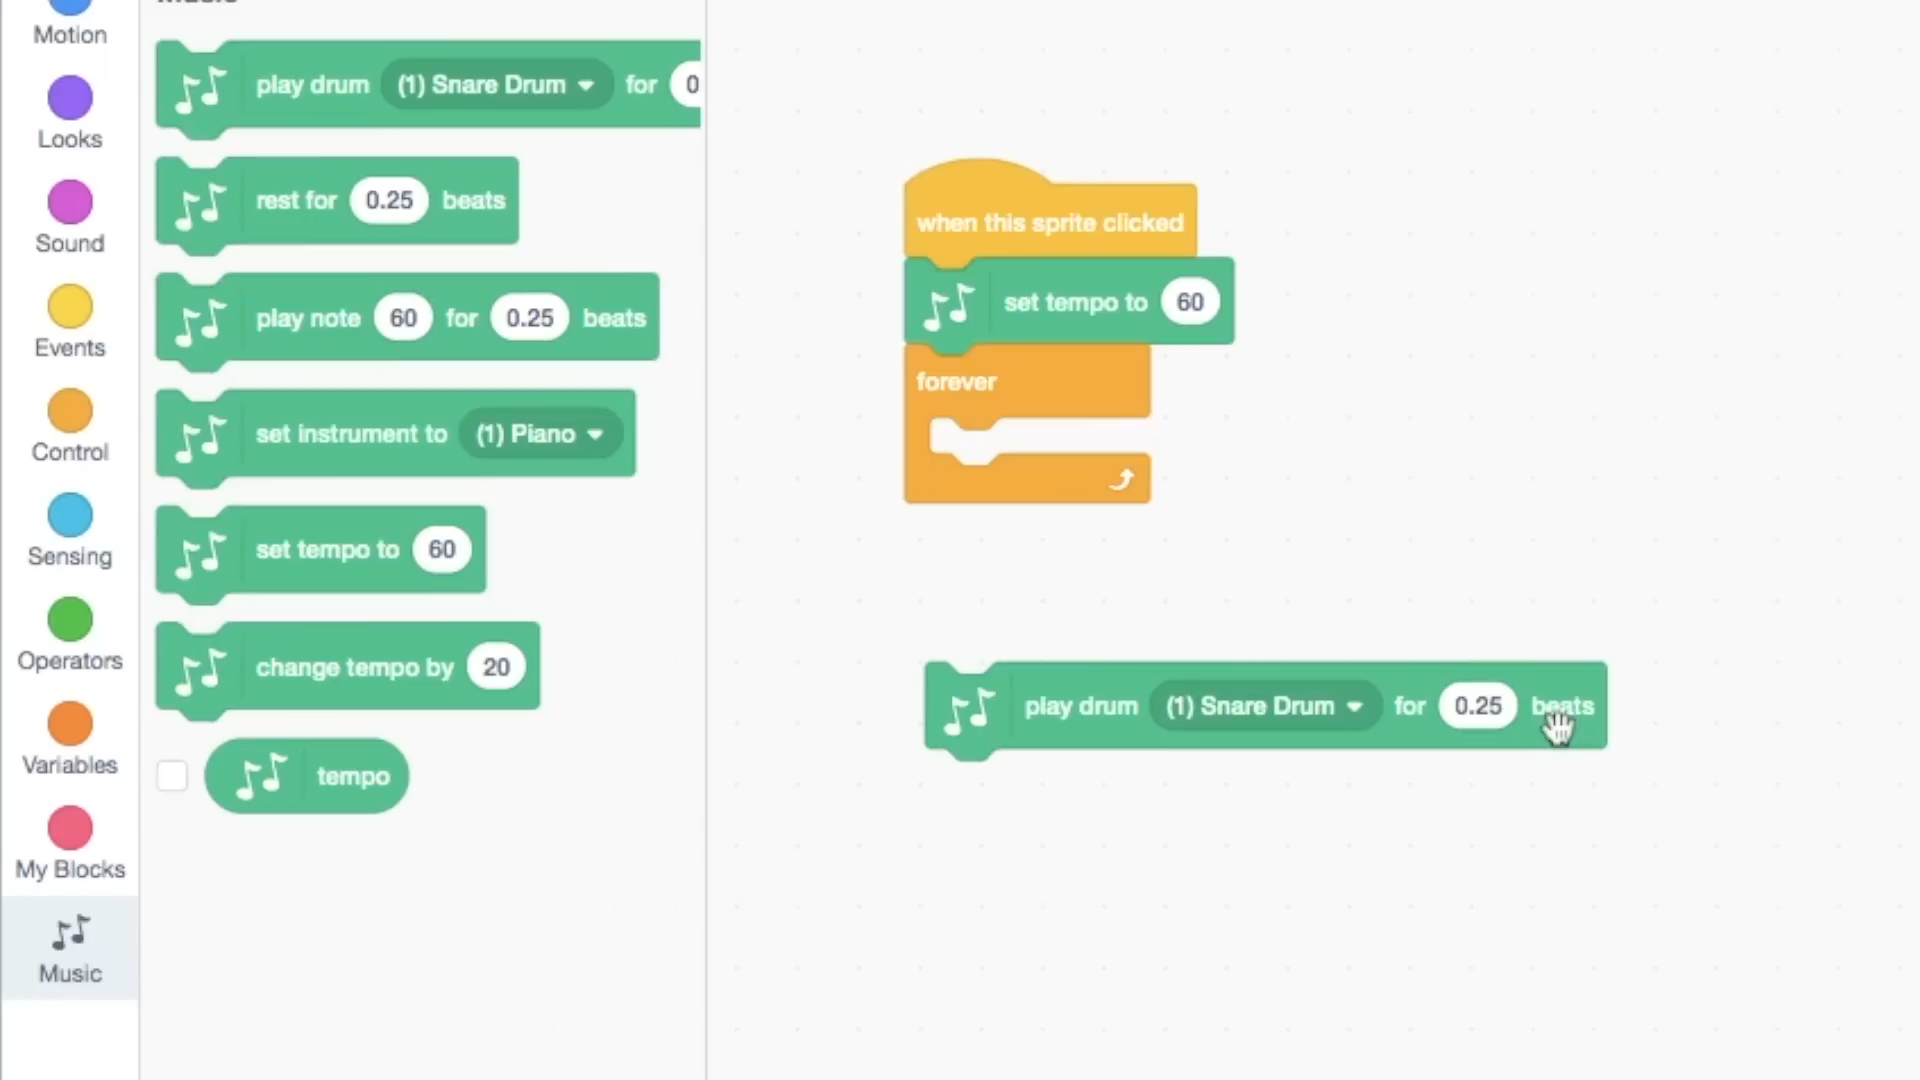 Motion
Looks
Sound
Events
Control
Sensing
Operators
Variables
My Blocks
Music
play drum (1) Snare Drum for 0
rest for 0.25 beats
play note 60 for 0.25 beats
set instrument to (1) Piano
set tempo to 60
change tempo by 20
tempo
when this sprite clicked
set tempo to 60
forever
play drum (1) Snare Drum for 0.25 beats